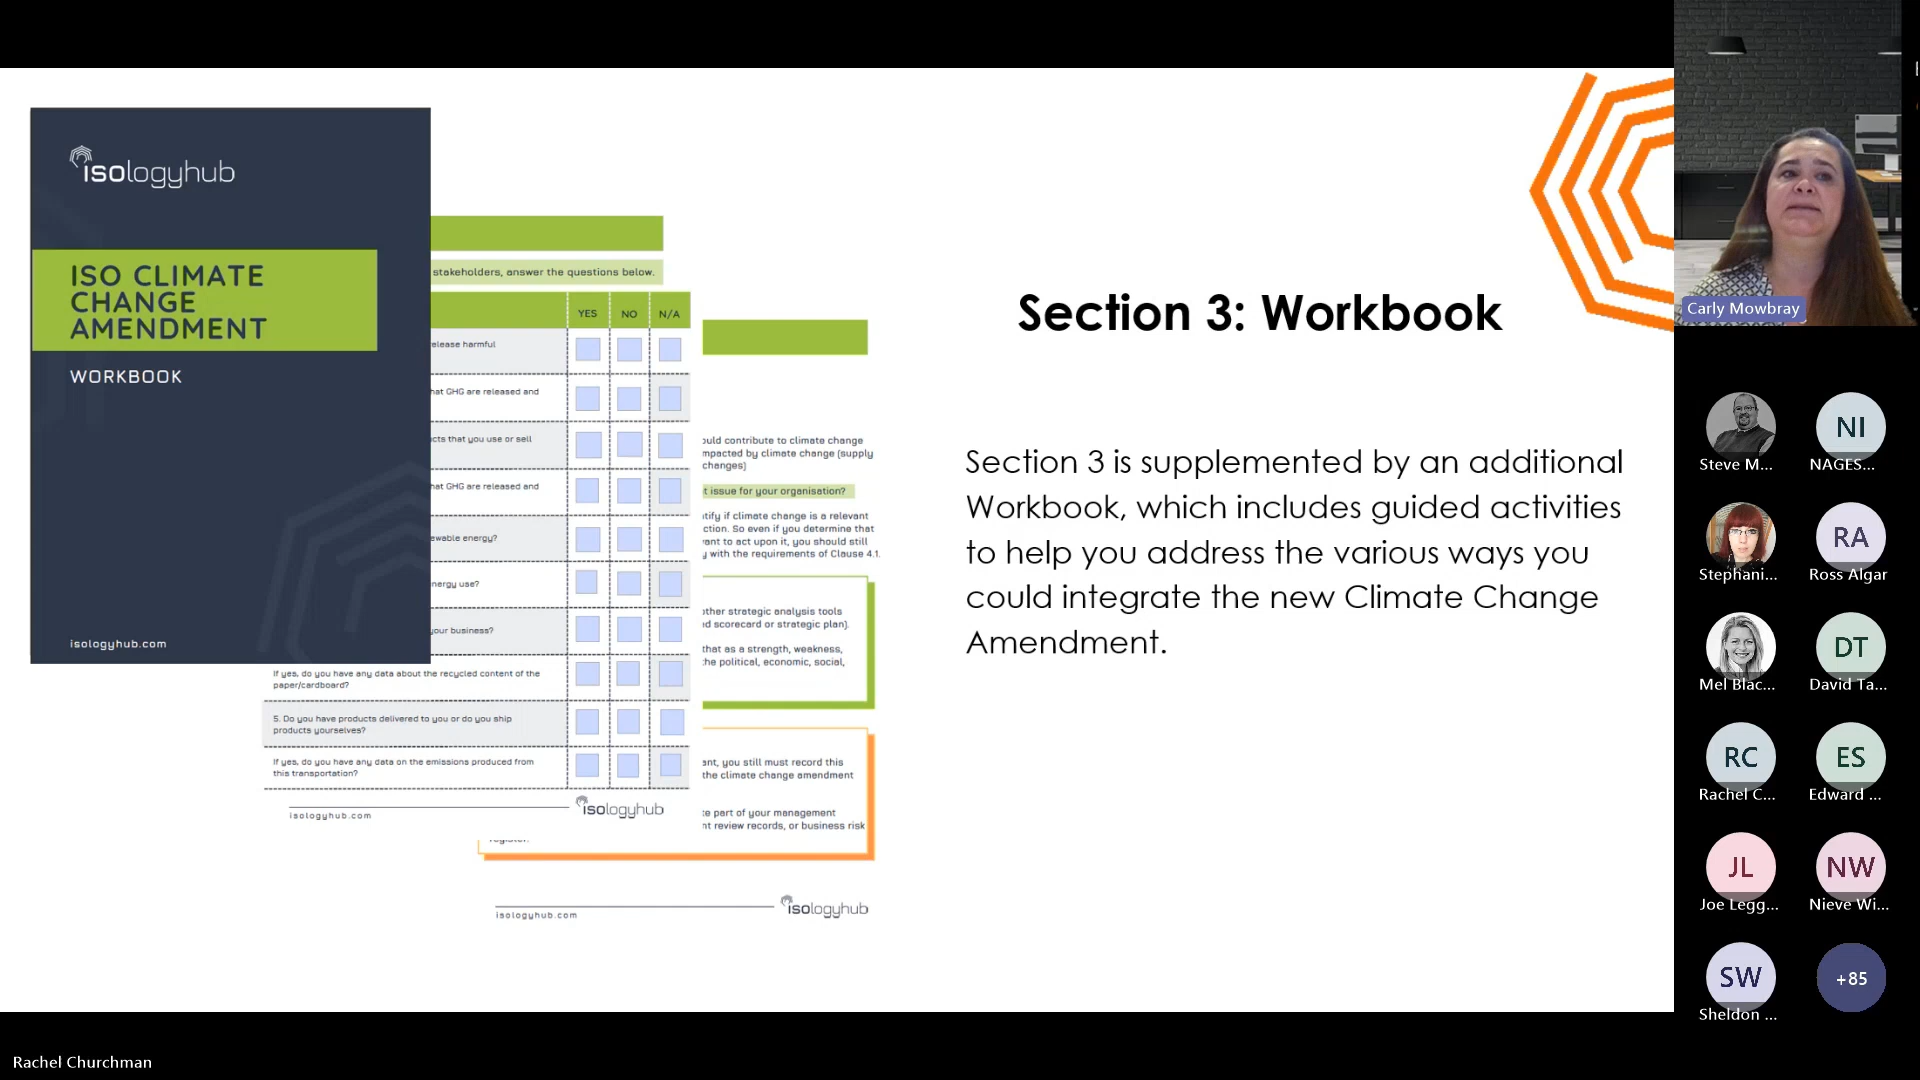 isologyhub
ISO CLIMATE
CHANGE
AMENDMENT
WORKBOOK
isologyhub.com
stakeholders, answer the questions below.
YES NO N/A
elease harmful
hat GHG are released and
cts that you use or sell
hat GHG are released and
ewable energy?
nergy use?
your business?
If yes, do you have any data about the recycled content of the
paper/cardboard?
5. Do you have products delivered to you or do you ship
products yourselves?
If yes, do you have any data on the emissions produced from
this transportation?
isologyhub.com
isologyhub
ould contribute to climate change
mpacted by climate change (supply
changes)
t issue for your organisation?
ntify if climate change is a relevant
ction. So even if you determine that
vant to act upon it, you should still
y with the requirements of Clause 4.1.
other strategic analysis tools
ed scorecard or strategic plan).
that as a strength, weakness,
the political, economic, social,
ant, you still must record this
the climate change amendment
te part of your management
nt review records, or business risk
isologyhub.com
isologyhub
Section 3: Workbook
Section 3 is supplemented by an additional
Workbook, which includes guided activities
to help you address the various ways you
could integrate the new Climate Change
Amendment.
Carly Mowbray
Steve M...
NI
NAGES...
Stephani...
RA
Ross Algar
Mel Blac...
DT
David Ta...
RC
Rachel C...
ES
Edward ...
JL
Joe Legg...
NW
Nieve Wi...
SW
Sheldon ...
+85
Rachel Churchman